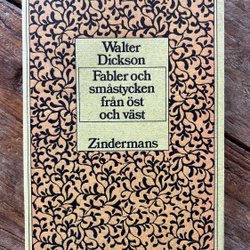 Walter
Dickson
Fabler och
småstycken
från öst
och väst
Zindermans